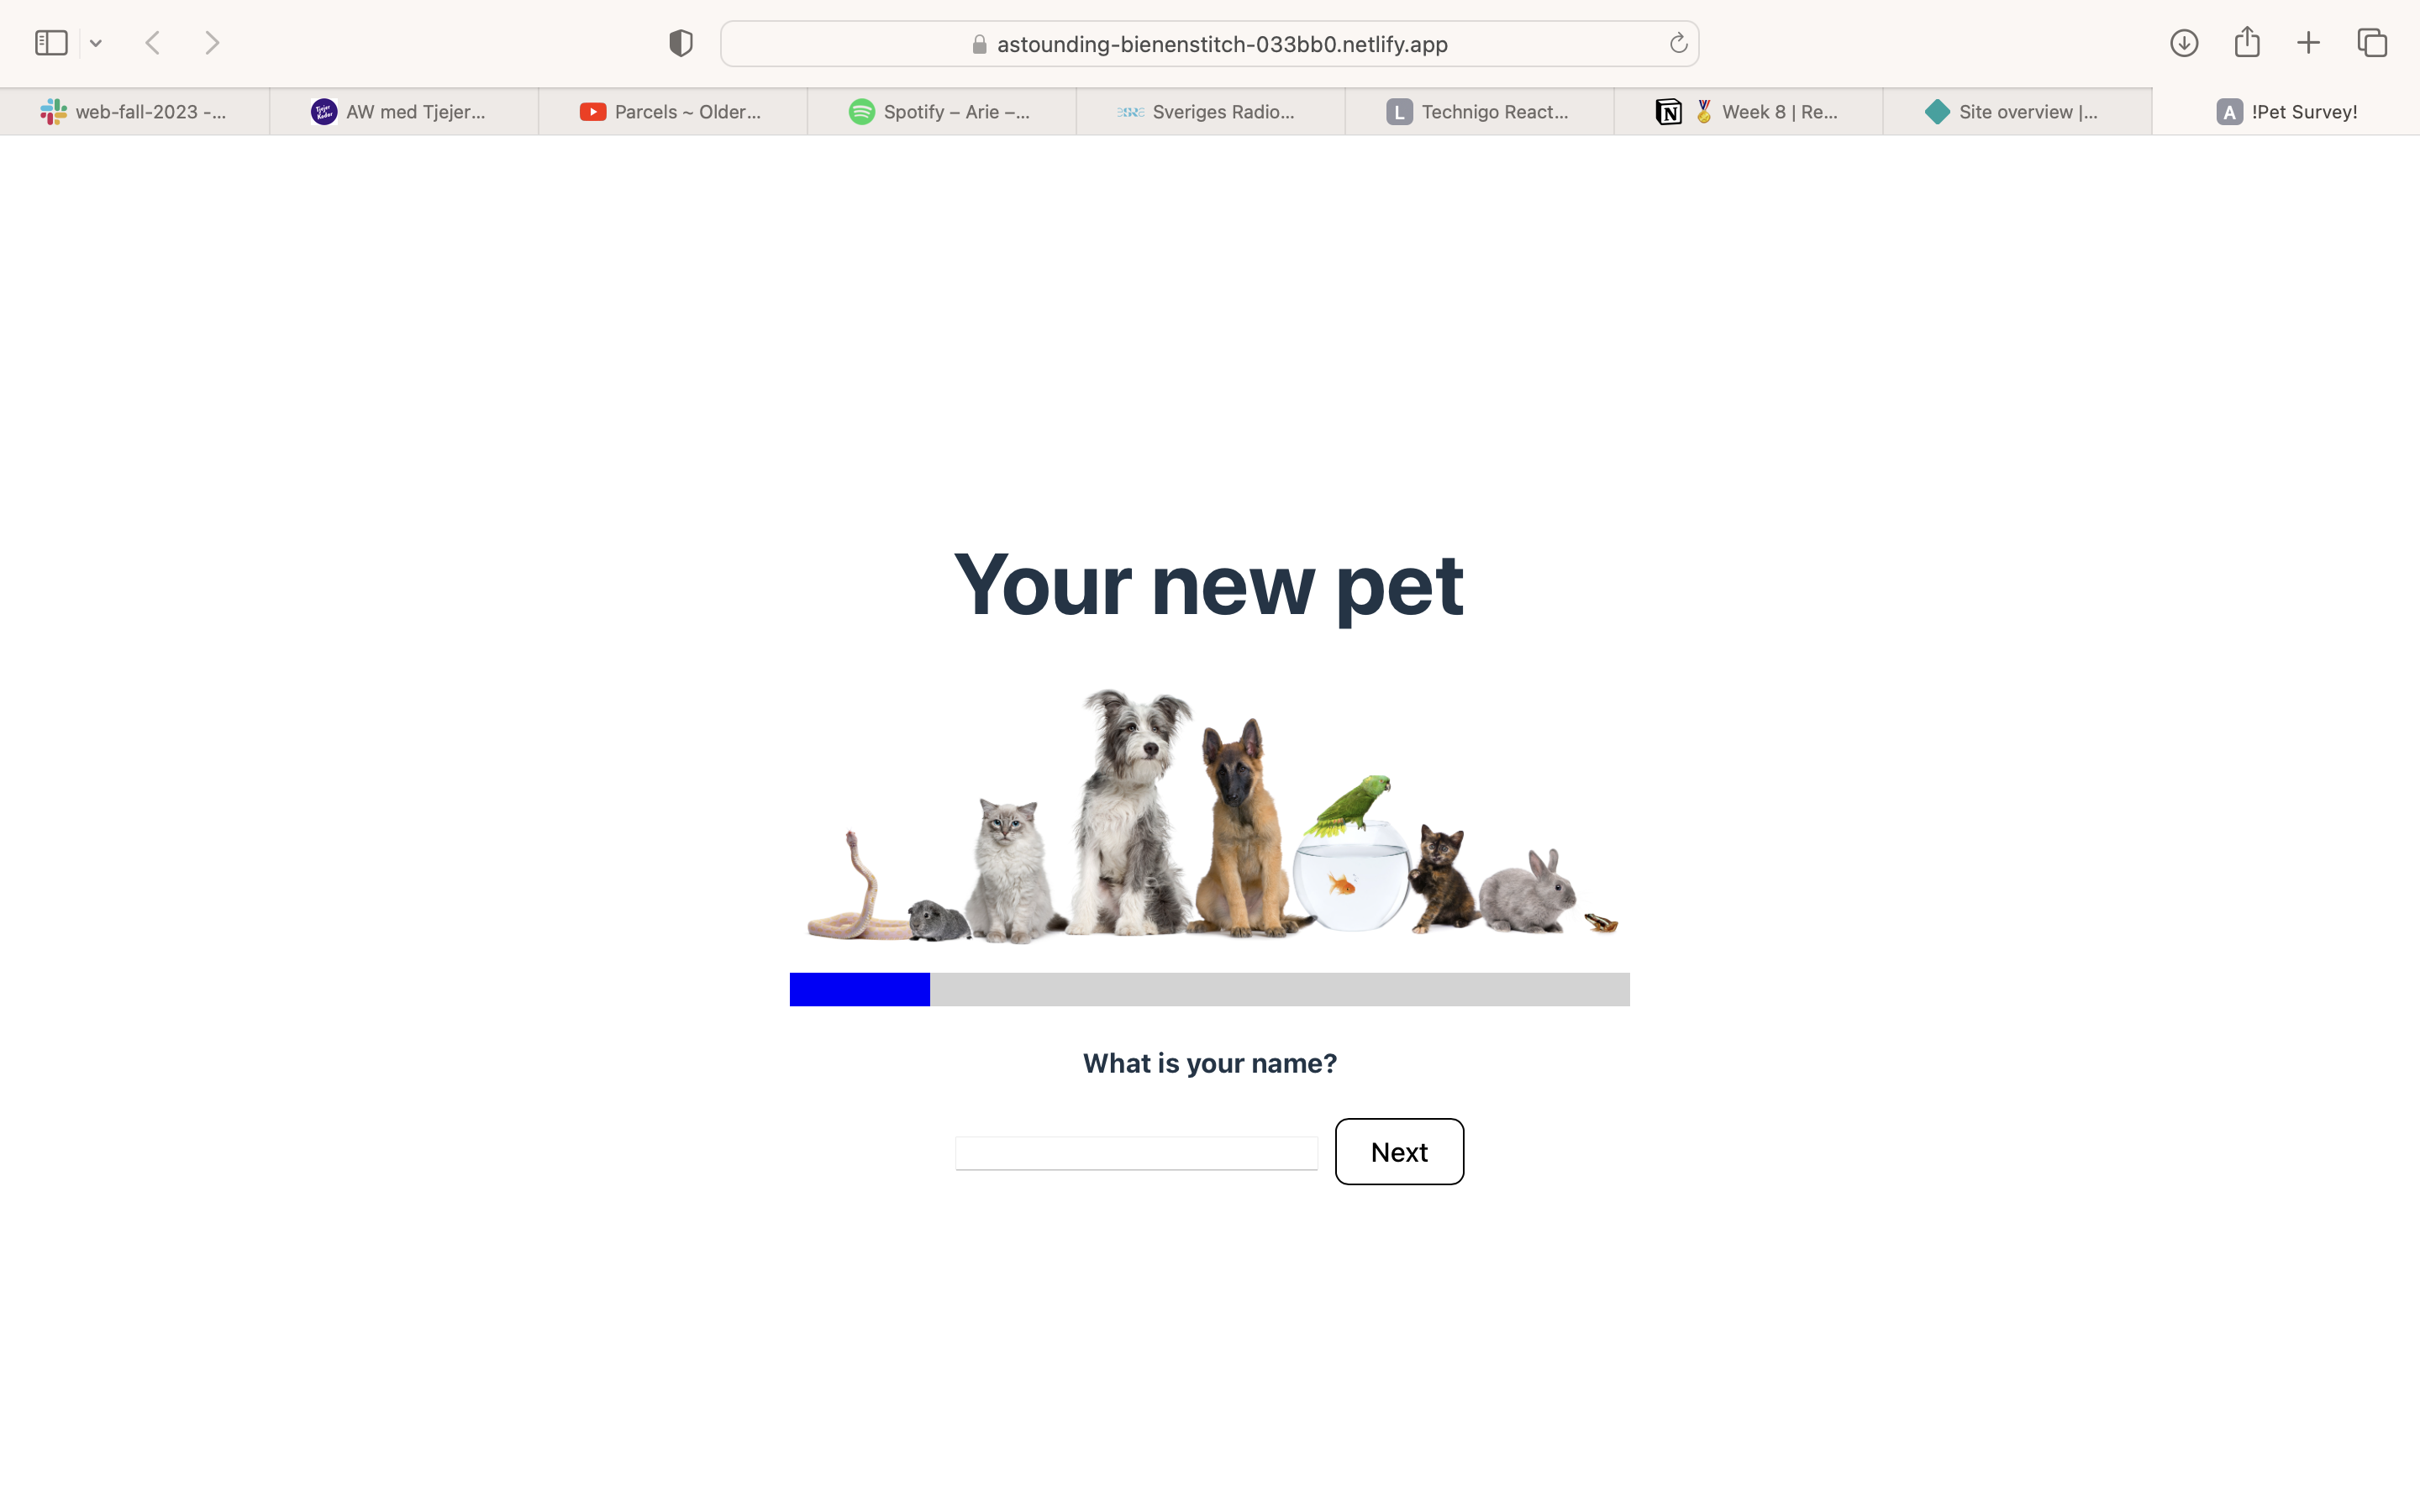 astounding-bienenstitch-033bb0.netlify.app
web-fall-2023 -...
AW med Tjejer...
Parcels ~ Older...
Spotify – Arie –...
Sveriges Radio...
L Technigo React...
Week 8 | Re...
Site overview |...
A !Pet Survey!
Your new pet
What is your name?
Next